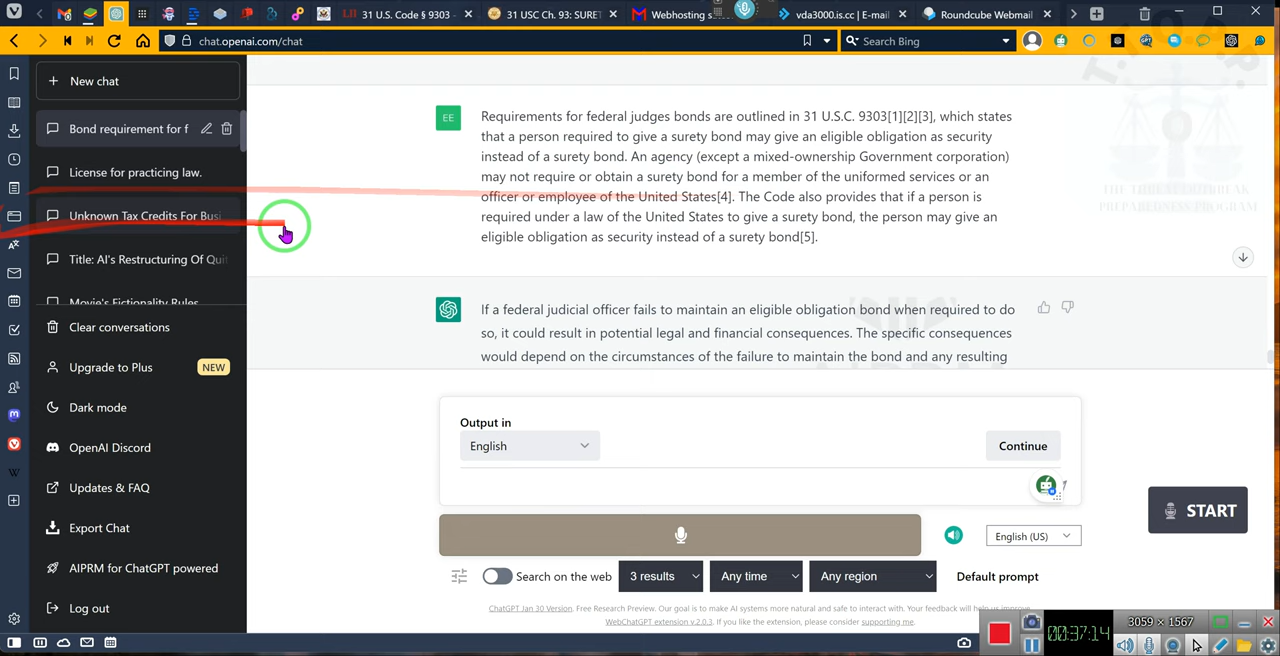 31 U.S. Code § 9303 -
31 USC Ch. 93: SURET
Webhosting s
vda3000.is.cc | E-mail
Roundcube Webmail
chat.openai.com/chat
Search Bing
New chat
Bond requirement for f
License for practicing law.
Unknown Tax Credits For Busi
Title: AI's Restructuring Of Quit
Movie's Fictionality Rules
Clear conversations
Upgrade to Plus
NEW
Dark mode
OpenAI Discord
Updates & FAQ
Export Chat
AIPRM for ChatGPT powered
Log out
EE
Requirements for federal judges bonds are outlined in 31 U.S.C. 9303[1][2][3], which states
that a person required to give a surety bond may give an eligible obligation as security
instead of a surety bond. An agency (except a mixed-ownership Government corporation)
may not require or obtain a surety bond for a member of the uniformed services or an
officer or employee of the United States[4]. The Code also provides that if a person is
required under a law of the United States to give a surety bond, the person may give an
eligible obligation as security instead of a surety bond[5].
If a federal judicial officer fails to maintain an eligible obligation bond when required to do
so, it could result in potential legal and financial consequences. The specific consequences
would depend on the circumstances of the failure to maintain the bond and any resulting
THE TYRANT OUTBREAK
PREPAREDNESS PROGRAM
Output in
English
Continue
START
English (US)
Search on the web
3 results
Any time
Any region
Default prompt
ChatGPT Jan 30 Version. Free Research Preview. Our goal is to make AI systems more natural and safe to interact with. Your feedback will help us improve.
WebChatGPT extension v.2.0.3. If you like the extension, please consider supporting me.
3059 × 1567
00:37:14